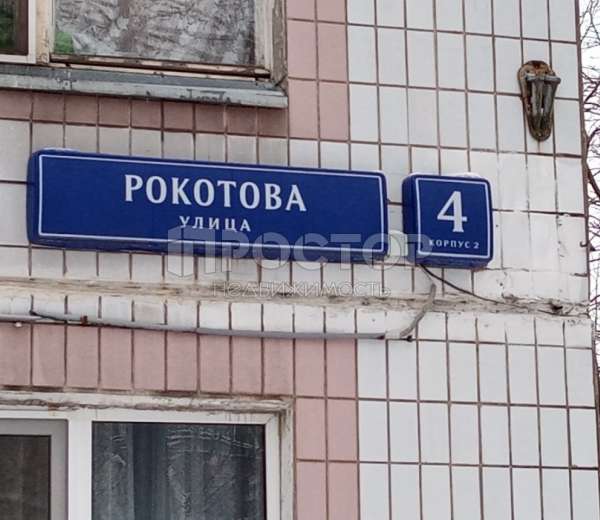 РОКОТОВА
УЛИЦА
4
КОРПУС 2
ПРОСТОР
Недвижимость